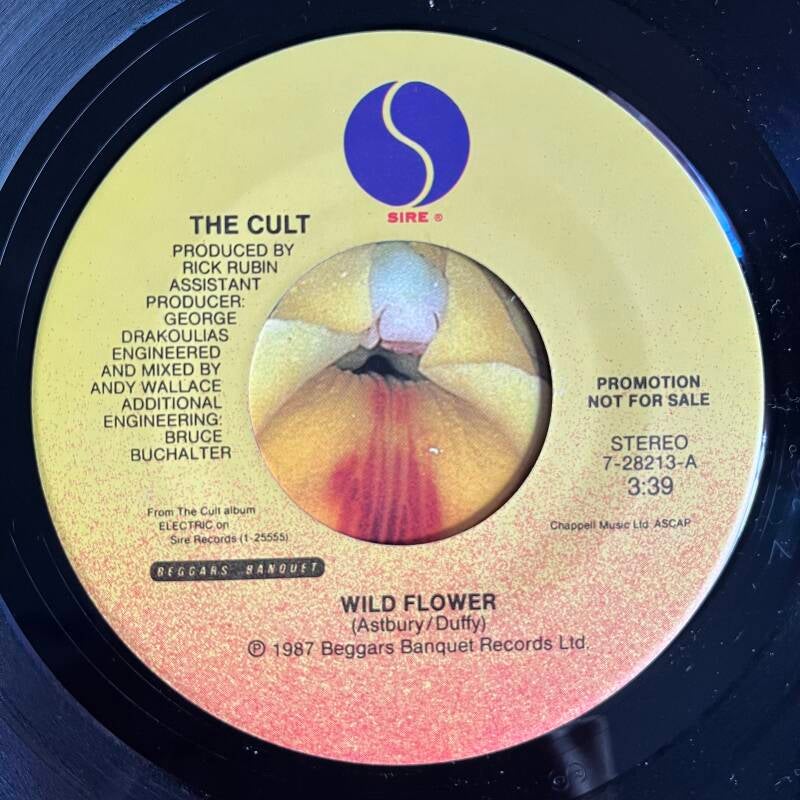 SIRE ®
THE CULT
PRODUCED BY
RICK RUBIN
ASSISTANT
PRODUCER:
GEORGE
DRAKOULIAS
ENGINEERED
AND MIXED BY
ANDY WALLACE
ADDITIONAL
ENGINEERING:
BRUCE
BUCHALTER
PROMOTION
NOT FOR SALE
STEREO
7-28213-A
3:39
From The Cult album
ELECTRIC on
Sire Records (1-25555)
Chappell Music Ltd. ASCAP
BEGGARS BANQUET
WILD FLOWER
(Astbury/Duffy)
℗ 1987 Beggars Banquet Records Ltd.